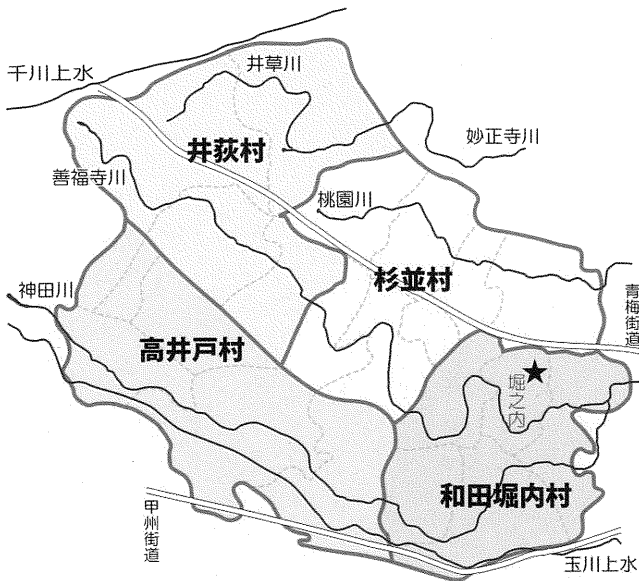 井草川
千川上水
妙正寺川
井荻村
善福寺川
桃園川
杉並村
神田川
青梅街道
高井戸村
堀之内
和田堀内村
甲州街道
玉川上水